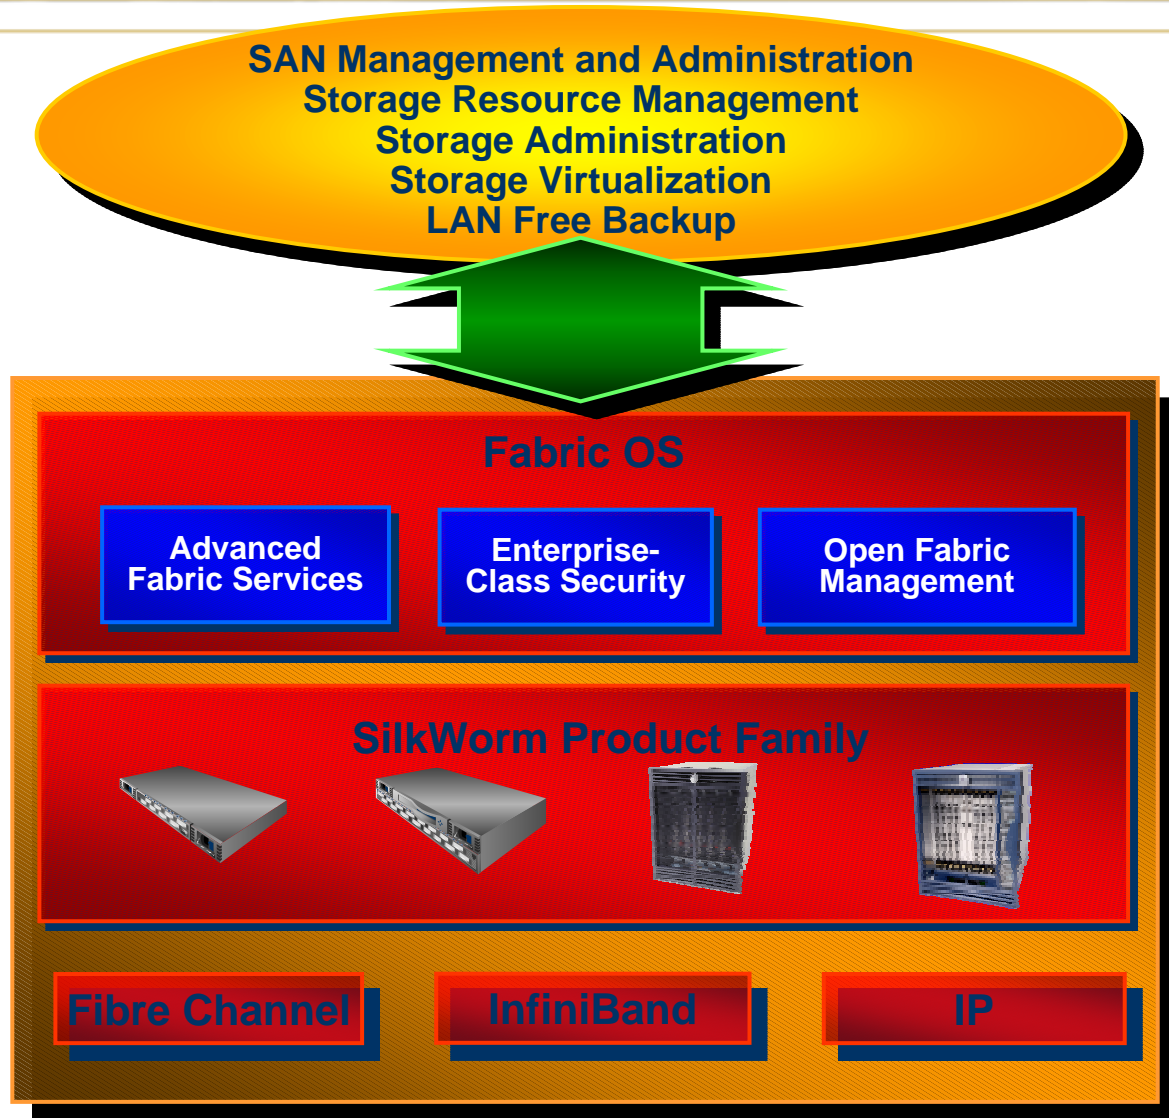 SAN Management and Administration
Storage Resource Management
Storage Administration
Storage Virtualization
LAN Free Backup
Fabric OS
Advanced
Fabric Services
Enterprise-
Class Security
Open Fabric
Management
SilkWorm Product Family
Fibre Channel
InfiniBand
IP